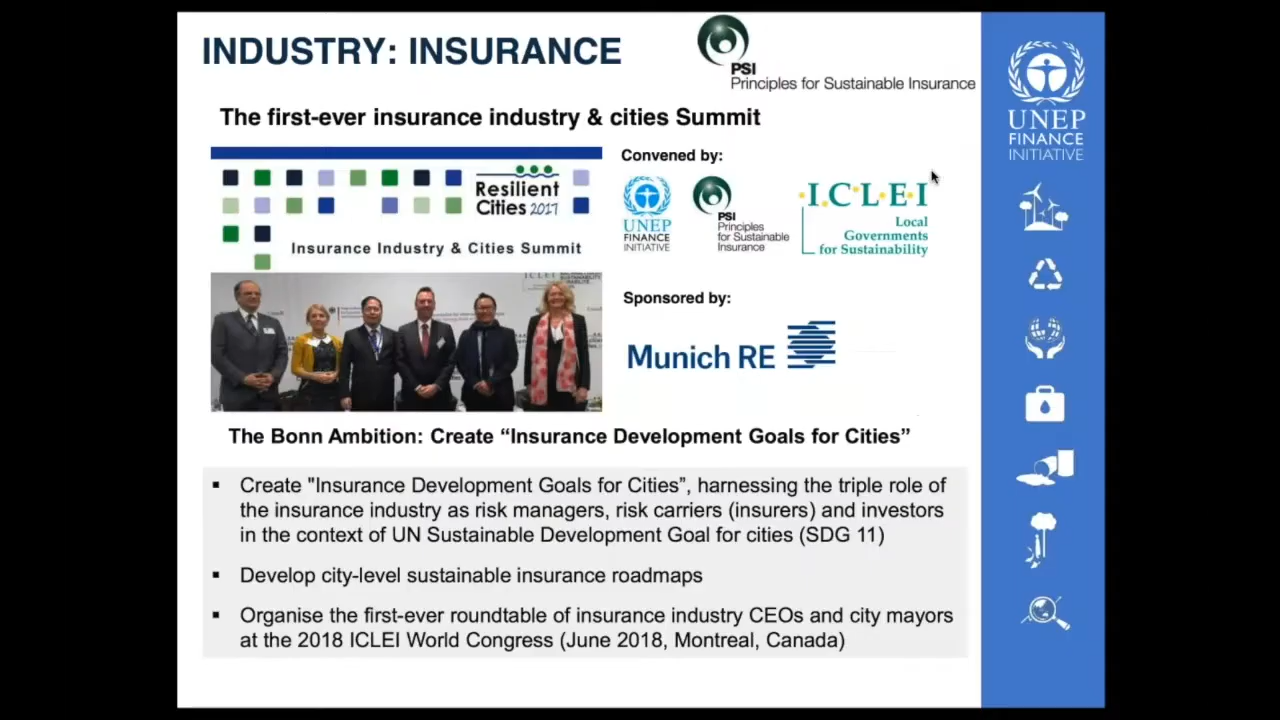 INDUSTRY: INSURANCE
PSI
Principles for Sustainable Insurance
UNEP
FINANCE
INITIATIVE
The first-ever insurance industry & cities Summit
Resilient
Cities 2017
Insurance Industry & Cities Summit
Convened by:
UNEP
FINANCE
INITIATIVE
PSI
Principles
for Sustainable
Insurance
I·C·L·E·I
Local
Governments
for Sustainability
ICLEI
Sponsored by:
Munich RE
The Bonn Ambition: Create “Insurance Development Goals for Cities”
▪ Create "Insurance Development Goals for Cities”, harnessing the triple role of
the insurance industry as risk managers, risk carriers (insurers) and investors
in the context of UN Sustainable Development Goal for cities (SDG 11)
▪ Develop city-level sustainable insurance roadmaps
▪ Organise the first-ever roundtable of insurance industry CEOs and city mayors
at the 2018 ICLEI World Congress (June 2018, Montreal, Canada)